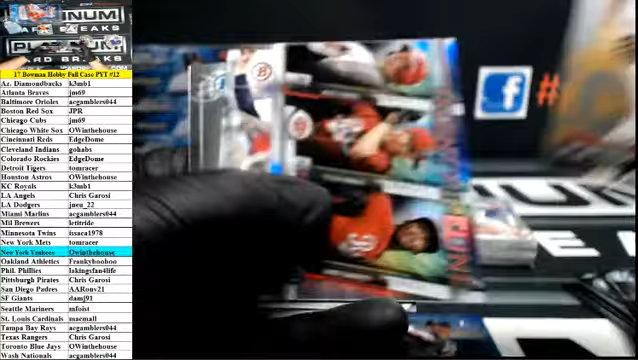 PLATINUM
17 Bowman Hobby Full Case PYT #12
Az. Diamondbacks k3mb1
Atlanta Braves jm69
Baltimore Orioles acgamblers044
Boston Red Sox JPR
Chicago Cubs jm69
Chicago White Sox OWinthehouse
Cincinnati Reds EdgeDome
Cleveland Indians gohabs
Colorado Rockies EdgeDome
Detroit Tigers tomracer
Houston Astros OWinthehouse
KC Royals k3mb1
LA Angels Chris Garosi
LA Dodgers
Miami Marlins acgamblers044
Mil Brewers letitride
Minnesota Twins issaca1978
New York Mets tomracer
New York Yankees Owinthehouse
Oakland Athletics Frankybooboo
Phil. Phillies lakingsfan4life
Pittsburgh Pirates Chris Garosi
San Diego Padres AARonv21
SF Giants damj91
Seattle Mariners mfoist
St. Louis Cardinals macmall
Tampa Bay Rays acgamblers044
Texas Rangers Chris Garosi
Toronto Blue Jays OWinthehouse
Wash Nationals acgamblers044
f #